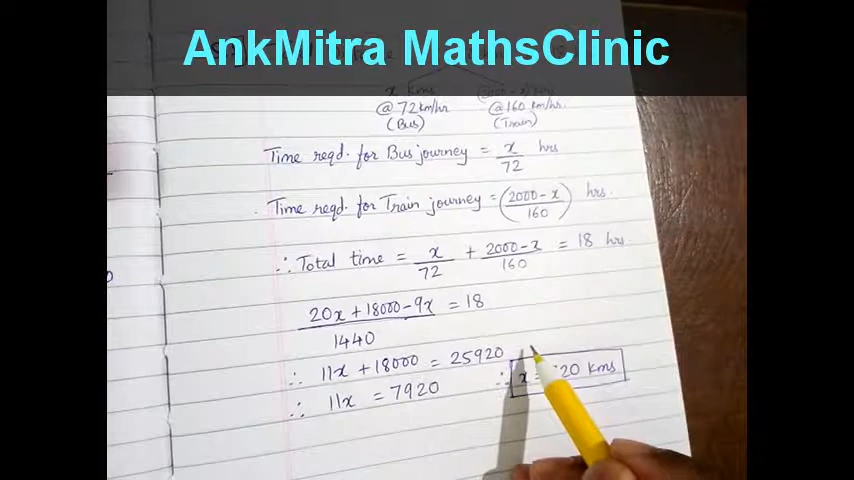 AnkMitra MathsClinic
x kms
@ 72km/hr @ 160 km/hr.
(Bus) (Train)
Time reqd. for Bus journey = x/72 hrs
Time reqd. for Train journey = (2000-x/160) hrs.
∴ Total time = x/72 + 2000-x/160 = 18 hrs.
20x + 18000 - 9x / 1440 = 18
∴ 11x + 18000 = 25920
∴ 11x = 7920 ∴ x = 20 kms